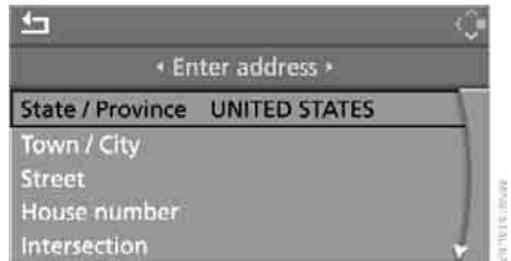 Enter address
State / Province UNITED STATES
Town / City
Street
House number
Intersection